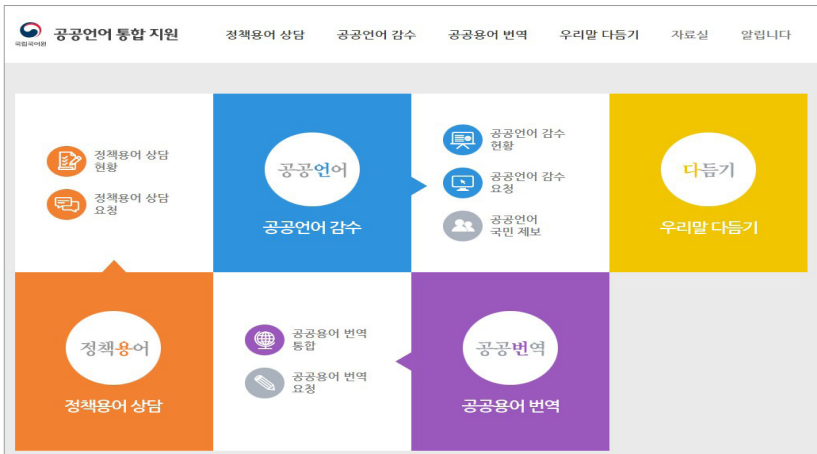 국립국어원
공공언어 통합 지원
정책용어 상담
공공언어 감수
공공용어 번역
우리말 다듬기
자료실
알립니다
정책용어 상담
현황
정책용어 상담
요청
공공언어
공공언어 감수
공공언어 감수
현황
공공언어 감수
요청
공공언어
국민 제보
다듬기
우리말 다듬기
정책용어
정책용어 상담
공공용어 번역
통합
공공용어 번역
요청
공공번역
공공용어 번역